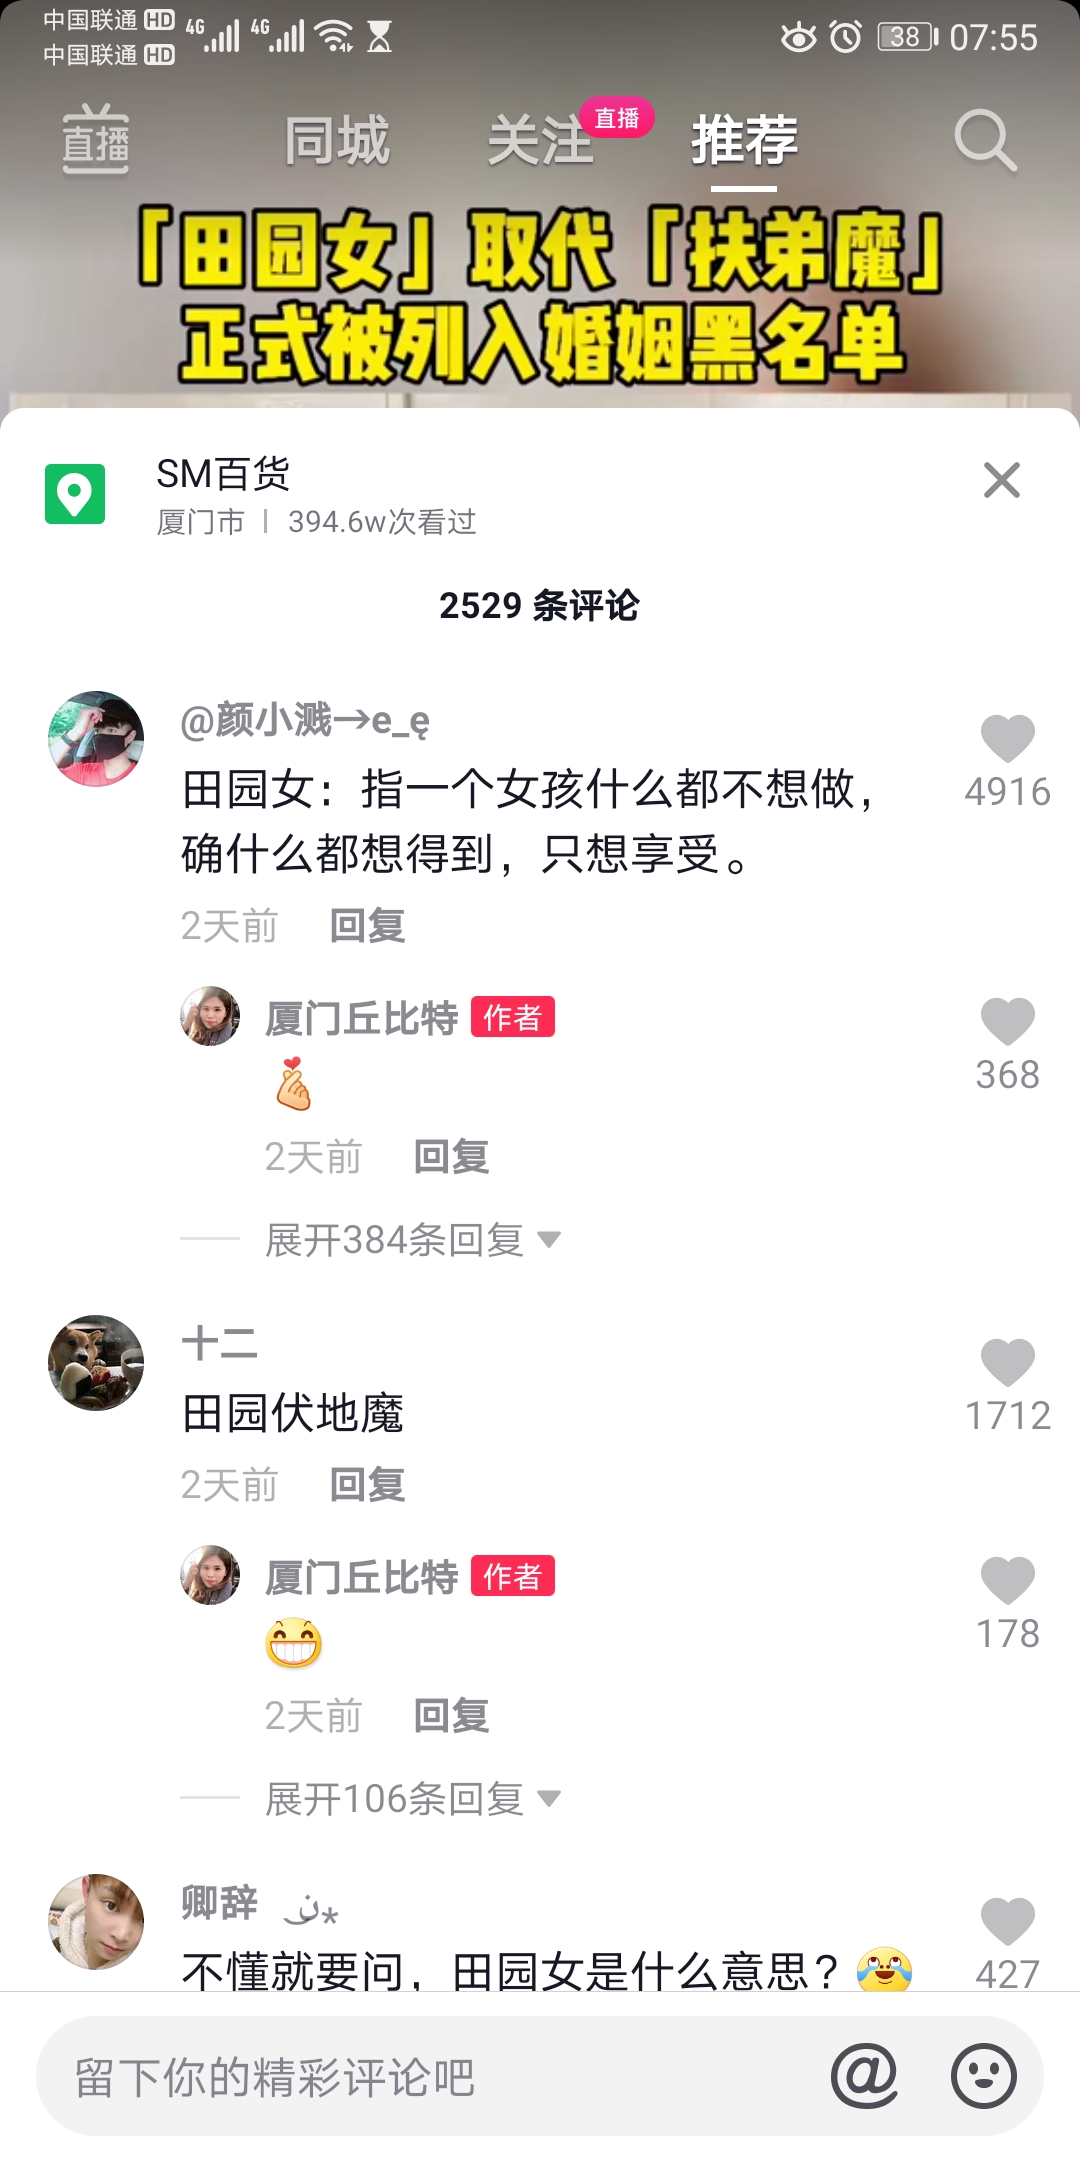 中国联通 HD 4G 4G 38 07:55
中国联通 HD
直播 同城 关注 直播 推荐
「田园女」取代「扶弟魔」
正式被列入婚姻黑名单
SM百货
厦门市 | 394.6w次看过
2529 条评论
@颜小溅→e_ę
田园女：指一个女孩什么都不想做，
4916
确什么都想得到，只想享受。
2天前 回复
厦门丘比特 作者
368
2天前 回复
展开384条回复
十二
田园伏地魔
1712
2天前 回复
厦门丘比特 作者
178
2天前 回复
展开106条回复
卿辞 ن⁎
不懂就要问，田园女是什么意思？
427
留下你的精彩评论吧 @